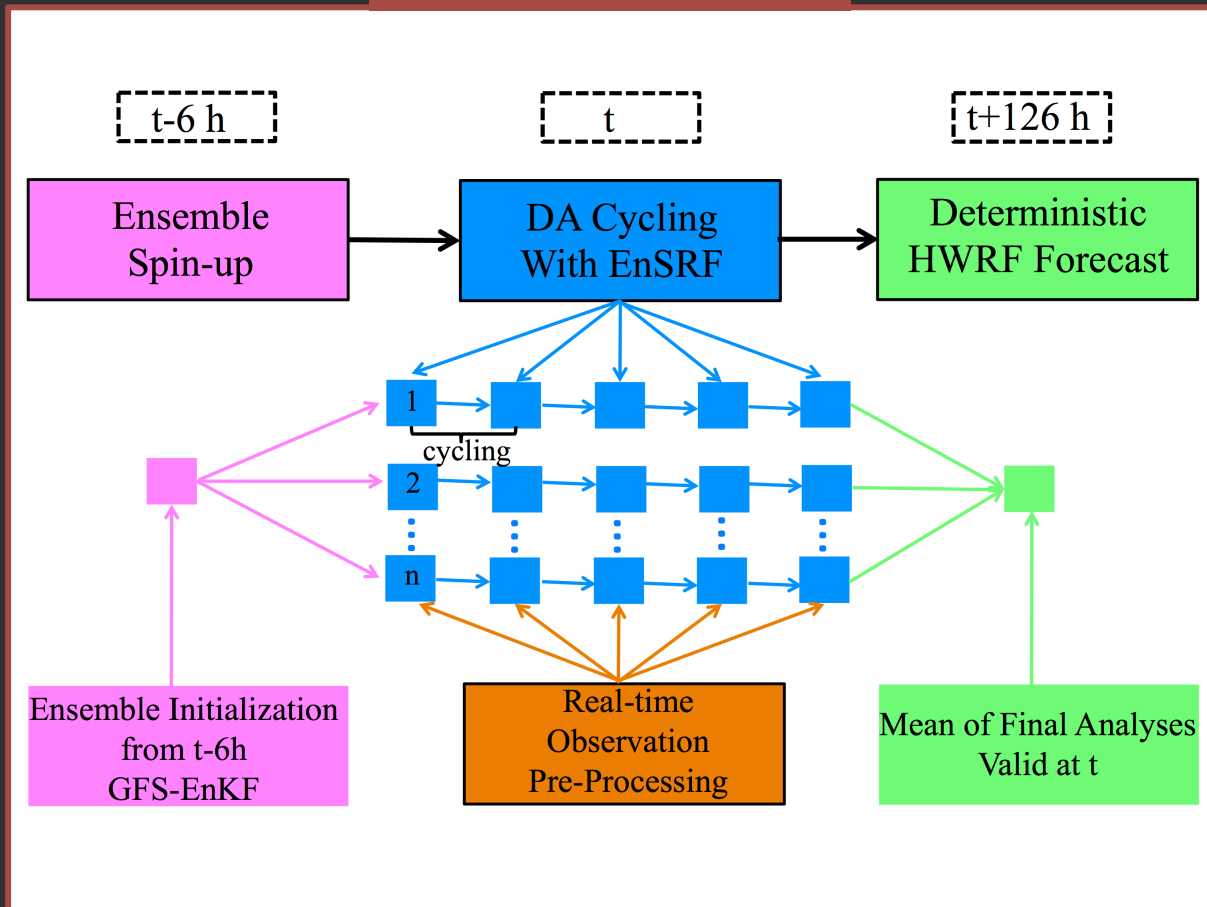 t-6 h
t
t+126 h
Ensemble
Spin-up
DA Cycling
With EnSRF
Deterministic
HWRF Forecast
1
cycling
2
n
Ensemble Initialization
from t-6h
GFS-EnKF
Real-time
Observation
Pre-Processing
Mean of Final Analyses
Valid at t